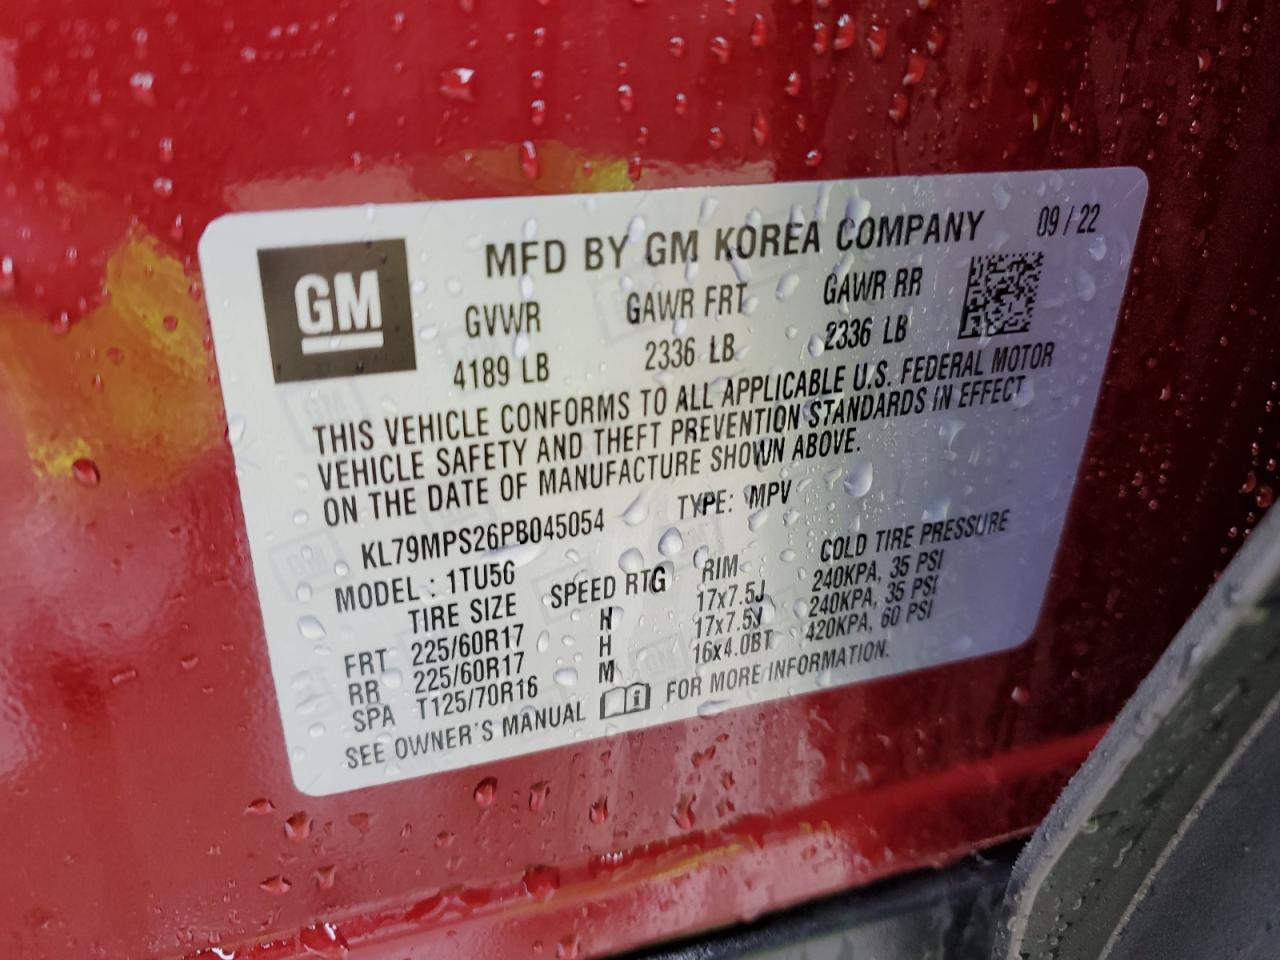 GM
MFD BY GM KOREA COMPANY 09 / 22
GVWR GAWR FRT GAWR RR
4189 LB 2336 LB 2336 LB
THIS VEHICLE CONFORMS TO ALL APPLICABLE U.S. FEDERAL MOTOR
VEHICLE SAFETY AND THEFT PREVENTION STANDARDS IN EFFECT
ON THE DATE OF MANUFACTURE SHOWN ABOVE.
KL79MPS26PB045054 TYPE: MPV
MODEL : 1TU56
TIRE SIZE SPEED RTG RIM COLD TIRE PRESSURE
FRT 225/60R17 H 17x7.5J 240KPA, 35 PSI
RR 225/60R17 H 17x7.5J 240KPA, 35 PSI
SPA T125/70R16 M 16x4.0BT 420KPA, 60 PSI
SEE OWNER'S MANUAL FOR MORE INFORMATION.